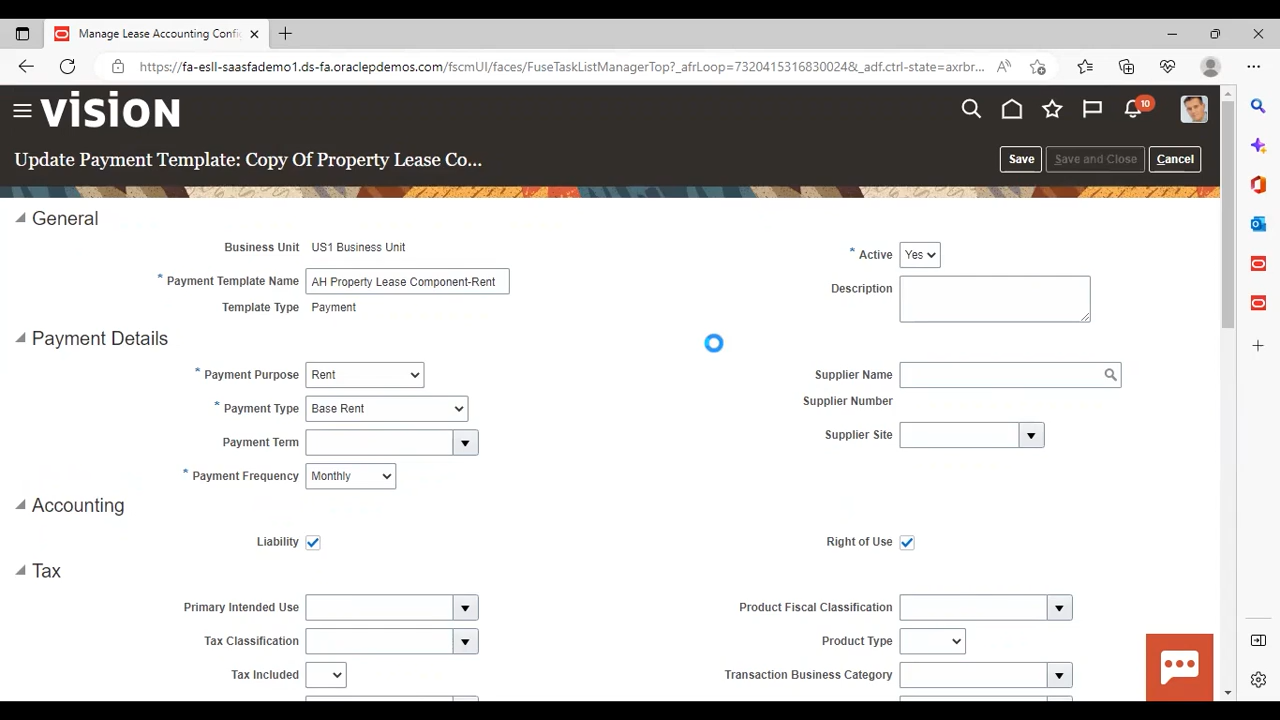 Manage Lease Accounting Confi
https://fa-esll-saasfademo1.ds-fa.oraclepdemos.com/fscmUI/faces/FuseTaskListManagerTop?_afrLoop=7320415316830024&_adf.ctrl-state=axrbr...
VISION
10
Update Payment Template: Copy Of Property Lease Co...
Save
Save and Close
Cancel
General
Business Unit US1 Business Unit
* Active Yes
* Payment Template Name AH Property Lease Component-Rent
Description
Template Type Payment
Payment Details
* Payment Purpose Rent
Supplier Name
Supplier Number
* Payment Type Base Rent
Supplier Site
Payment Term
* Payment Frequency Monthly
Accounting
Liability
Right of Use
Tax
Primary Intended Use
Product Fiscal Classification
Tax Classification
Product Type
Tax Included
Transaction Business Category